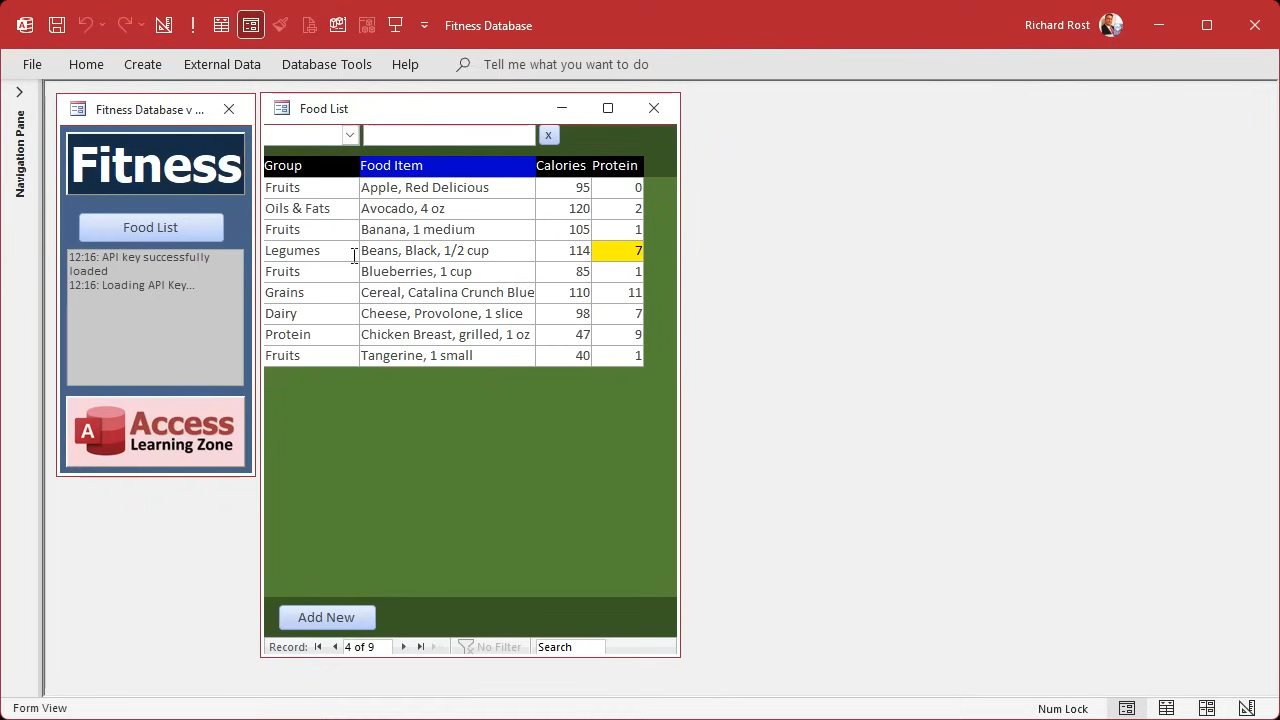 Fitness Database
Richard Rost
File Home Create External Data Database Tools Help Tell me what you want to do
Navigation Pane
Fitness Database v ...
Fitness
Food List
12:16: API key successfully
loaded
12:16: Loading API Key...
A Access
Learning Zone
Food List
x
Group Food Item Calories Protein
Fruits Apple, Red Delicious 95 0
Oils & Fats Avocado, 4 oz 120 2
Fruits Banana, 1 medium 105 1
Legumes Beans, Black, 1/2 cup 114 7
Fruits Blueberries, 1 cup 85 1
Grains Cereal, Catalina Crunch Blue 110 11
Dairy Cheese, Provolone, 1 slice 98 7
Protein Chicken Breast, grilled, 1 oz 47 9
Fruits Tangerine, 1 small 40 1
Add New
Record: 4 of 9 No Filter Search
Form View
Num Lock